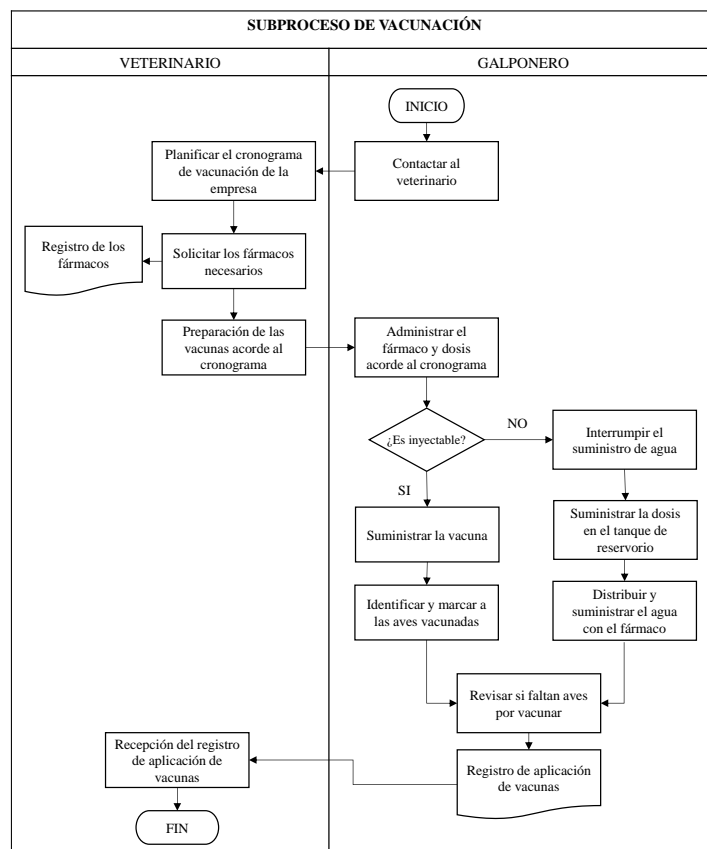 SUBPROCESO DE VACUNACIÓN
VETERINARIO
GALPONERO
INICIO
Contactar al
veterinario
Planificar el cronograma
de vacunación de la
empresa
Solicitar los fármacos
necesarios
Registro de los
fármacos
Preparación de las
vacunas acorde al
cronograma
Administrar el
fármaco y dosis
acorde al cronograma
¿Es inyectable?
NO
Interrumpir el
suministro de agua
SI
Suministrar la dosis
en el tanque de
reservorio
Suministrar la vacuna
Distribuir y
suministrar el agua
con el fármaco
Identificar y marcar a
las aves vacunadas
Revisar si faltan aves
por vacunar
Registro de aplicación
de vacunas
Recepción del registro
de aplicación de
vacunas
FIN